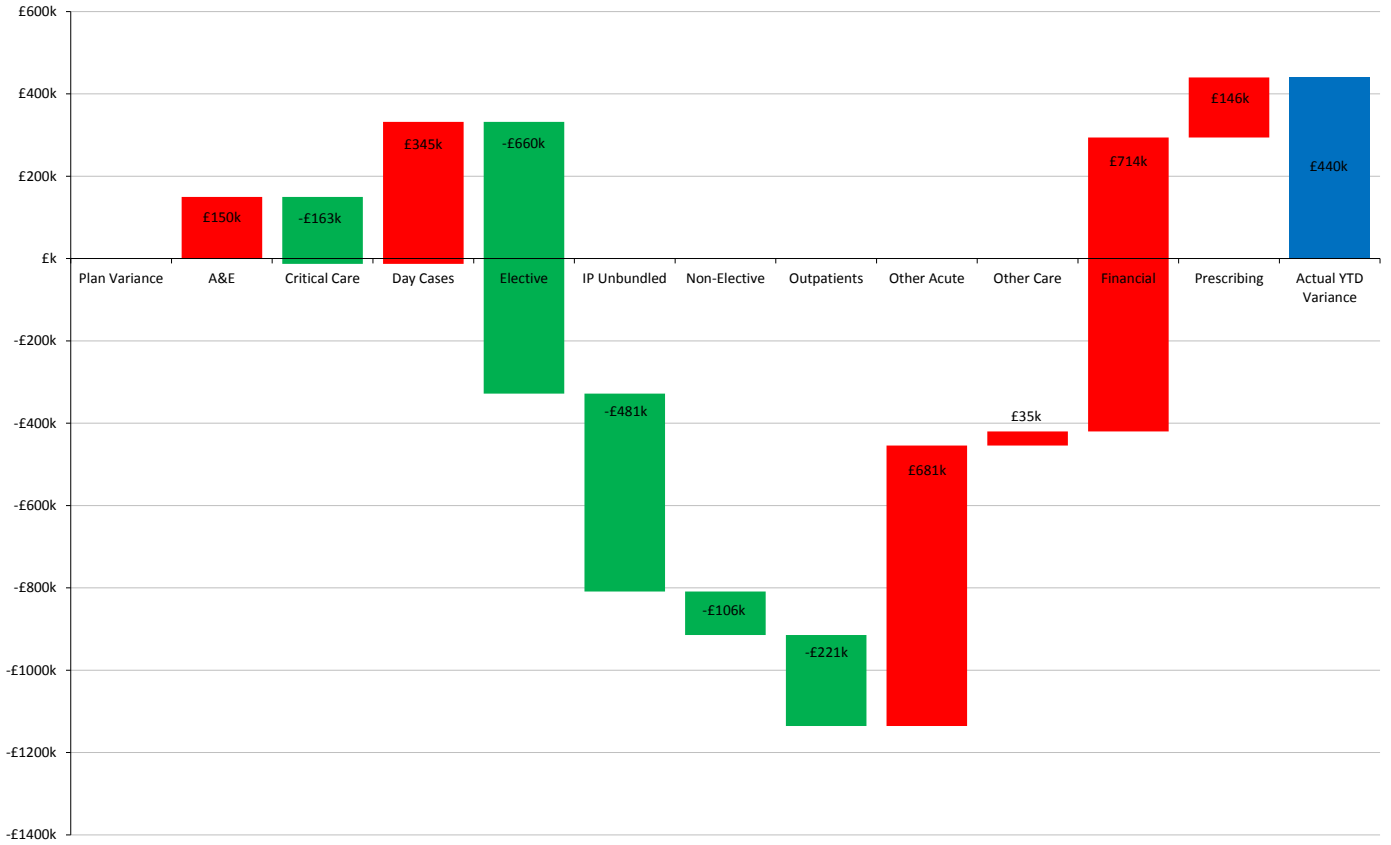 £600k
£400k
£200k
£k
-£200k
-£400k
-£600k
-£800k
-£1000k
-£1200k
-£1400k
£150k
-£163k
£345k
-£660k
-£481k
-£106k
-£221k
£681k
£35k
£714k
£146k
£440k
Plan Variance
A&E
Critical Care
Day Cases
Elective
IP Unbundled
Non-Elective
Outpatients
Other Acute
Other Care
Financial
Prescribing
Actual YTD
Variance